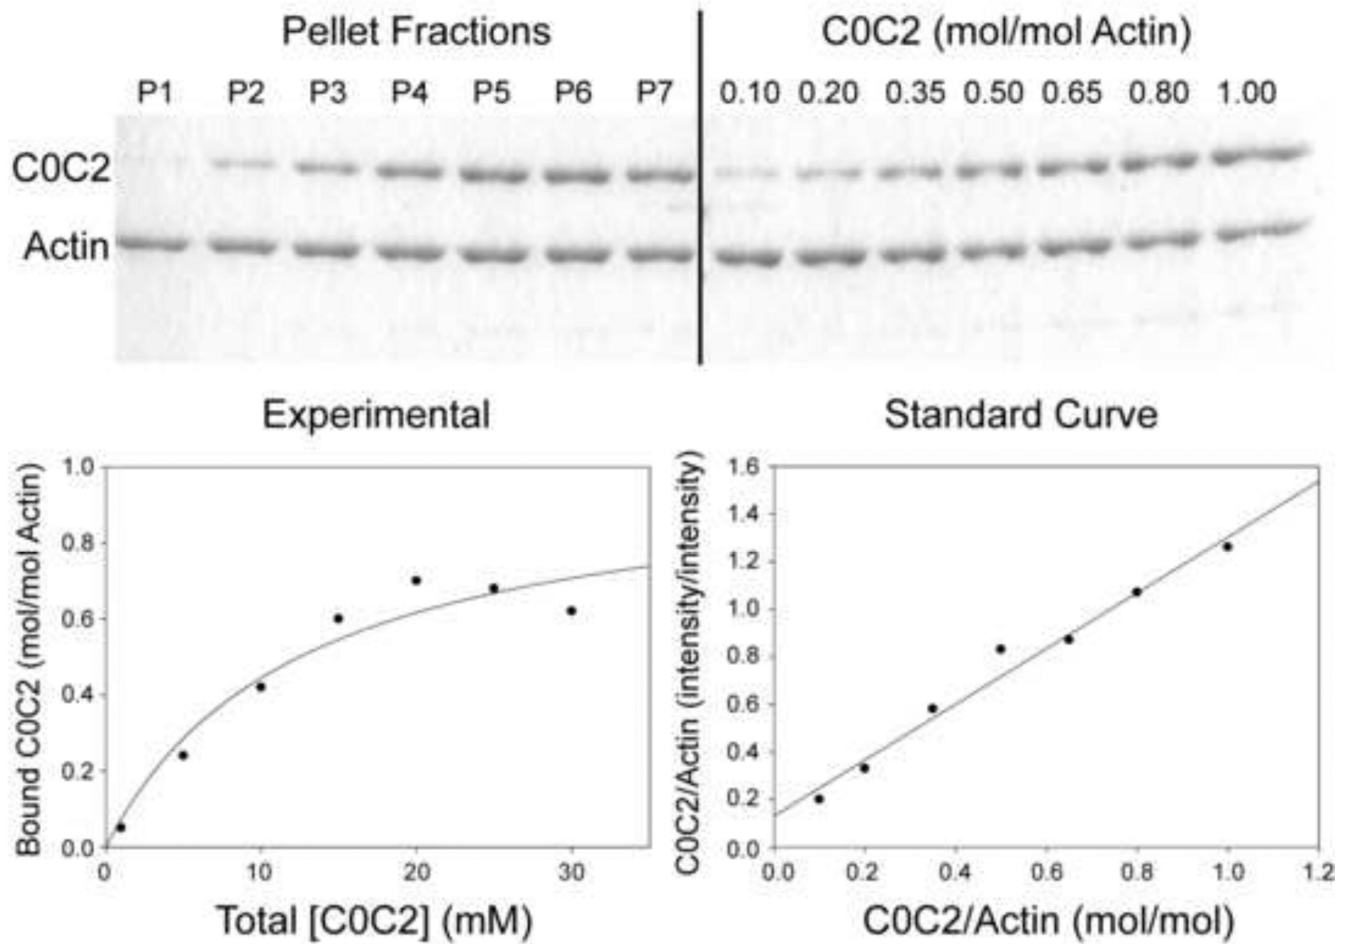 Pellet Fractions
C0C2 (mol/mol Actin)
P1 P2 P3 P4 P5 P6 P7
0.10 0.20 0.35 0.50 0.65 0.80 1.00
C0C2
Actin
Experimental
Bound C0C2 (mol/mol Actin)
1.0
0.8
0.6
0.4
0.2
0.0
0 10 20 30
Total [C0C2] (mM)
Standard Curve
C0C2/Actin (intensity/intensity)
1.6
1.4
1.2
1.0
0.8
0.6
0.4
0.2
0.0
0.0 0.2 0.4 0.6 0.8 1.0 1.2
C0C2/Actin (mol/mol)